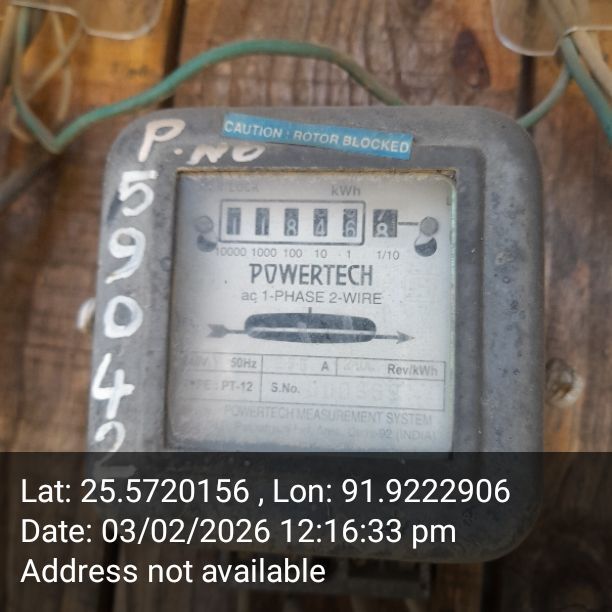 P.NO
59042
CAUTION : ROTOR BLOCKED
kWh
1 1 8 4 6 8
10000 1000 100 10 1 1/10
POWERTECH
ac 1-PHASE 2-WIRE
50Hz A Rev/kWh
PT-12 S.No.
POWERTECH MEASUREMENT SYSTEM
(INDIA)
Lat: 25.5720156 , Lon: 91.9222906
Date: 03/02/2026 12:16:33 pm
Address not available